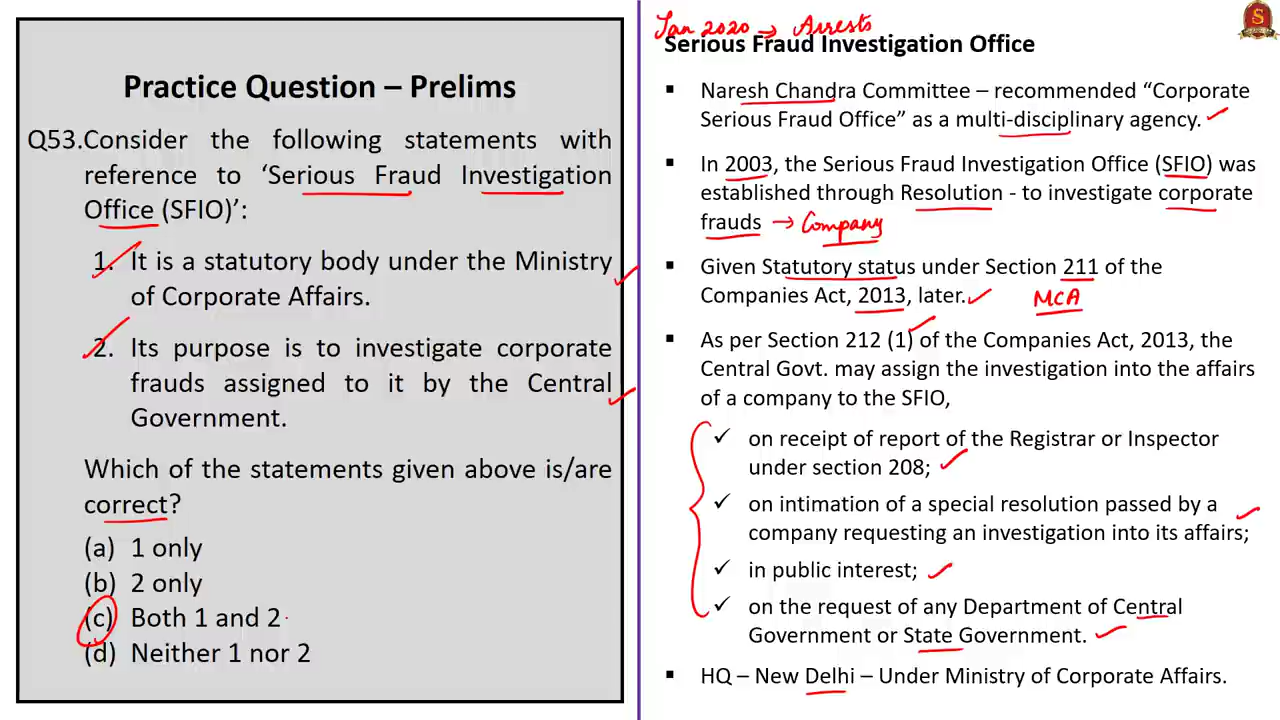 Practice Question – Prelims
Q53.Consider the following statements with
reference to ‘Serious Fraud Investigation
Office (SFIO)’:
1. It is a statutory body under the Ministry
of Corporate Affairs.
2. Its purpose is to investigate corporate
frauds assigned to it by the Central
Government.
Which of the statements given above is/are
correct?
(a) 1 only
(b) 2 only
(c) Both 1 and 2
(d) Neither 1 nor 2
Jan 2020 → Arrests
Serious Fraud Investigation Office
▪ Naresh Chandra Committee – recommended “Corporate
Serious Fraud Office” as a multi-disciplinary agency.
▪ In 2003, the Serious Fraud Investigation Office (SFIO) was
established through Resolution - to investigate corporate
frauds → Company
▪ Given Statutory status under Section 211 of the
Companies Act, 2013, later. MCA
▪ As per Section 212 (1) of the Companies Act, 2013, the
Central Govt. may assign the investigation into the affairs
of a company to the SFIO,
✓ on receipt of report of the Registrar or Inspector
under section 208;
✓ on intimation of a special resolution passed by a
company requesting an investigation into its affairs;
✓ in public interest;
✓ on the request of any Department of Central
Government or State Government.
▪ HQ – New Delhi – Under Ministry of Corporate Affairs.
S